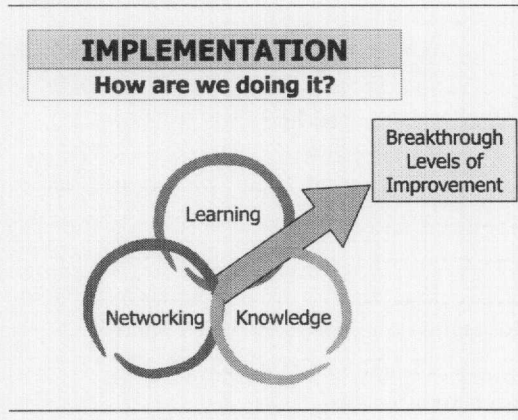 IMPLEMENTATION
How are we doing it?
Breakthrough
Levels of
Improvement
Learning
Networking
Knowledge